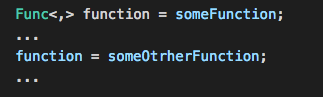 Func<,> function = someFunction;
...
function = someOtrherFunction;
...